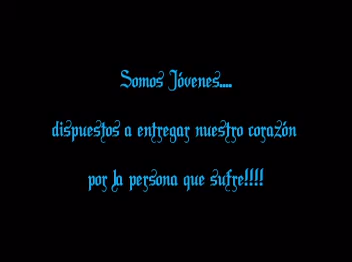 Somos Jóvenes....
dispuestos a entregar nuestro corazón
por la persona que sufre!!!!